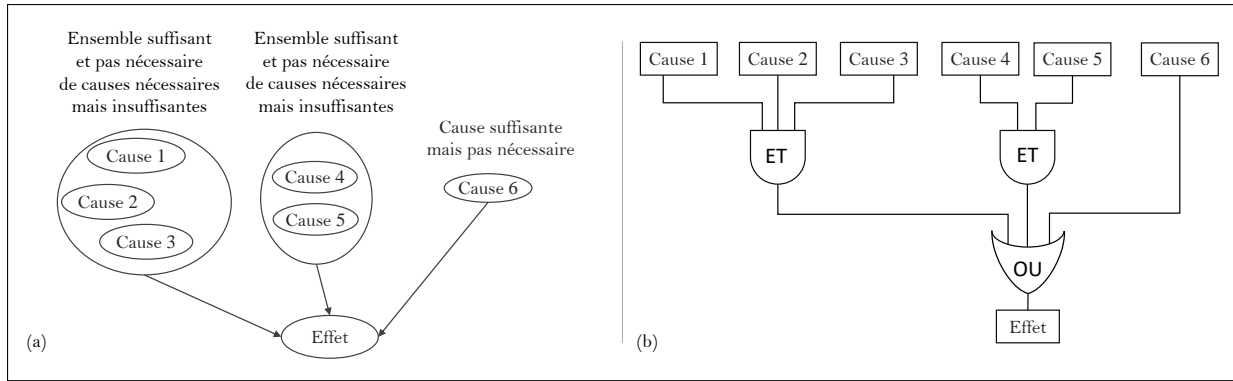 Ensemble suffisant
et pas nécessaire
de causes nécessaires
mais insuffisantes
Ensemble suffisant
et pas nécessaire
de causes nécessaires
mais insuffisantes
Cause suffisante
mais pas nécessaire
Cause 1
Cause 2
Cause 3
Cause 4
Cause 5
Cause 6
Effet
(a)
Cause 1
Cause 2
Cause 3
Cause 4
Cause 5
Cause 6
ET
ET
OU
Effet
(b)